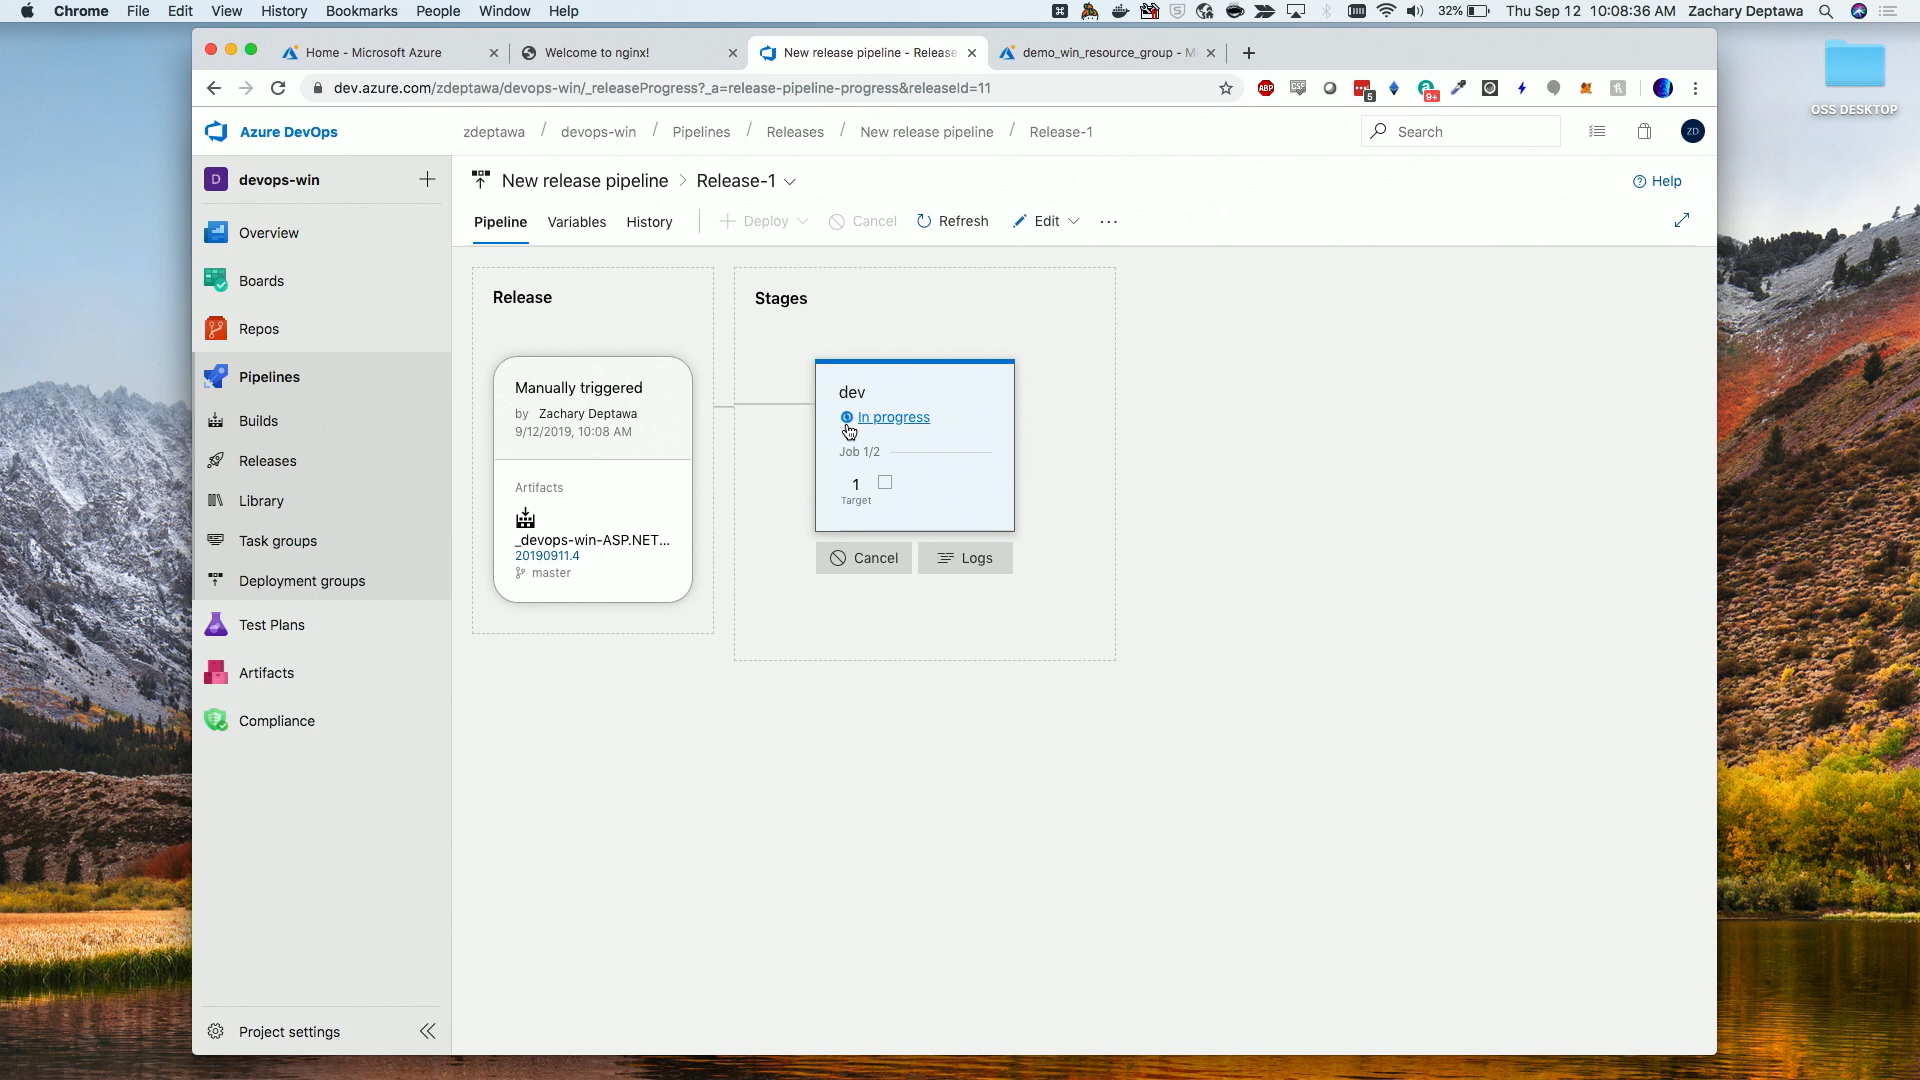 Chrome File Edit View History Bookmarks People Window Help
32% Thu Sep 12 10:08:36 AM Zachary Deptawa
Home - Microsoft Azure
Welcome to nginx!
New release pipeline - Release
demo_win_resource_group - M
dev.azure.com/zdeptawa/devops-win/_releaseProgress?_a=release-pipeline-progress&releaseId=11
ABP
CSS
5
9+
OSS DESKTOP
Azure DevOps
zdeptawa / devops-win / Pipelines / Releases / New release pipeline / Release-1
Search
ZD
D devops-win
New release pipeline > Release-1
Help
Pipeline Variables History Deploy Cancel Refresh Edit ...
Overview
Boards
Repos
Pipelines
Builds
Releases
Library
Task groups
Deployment groups
Test Plans
Artifacts
Compliance
Project settings
Release
Manually triggered
by Zachary Deptawa
9/12/2019, 10:08 AM
Artifacts
_devops-win-ASP.NET...
20190911.4
master
Stages
dev
In progress
Job 1/2
1
Target
Cancel
Logs